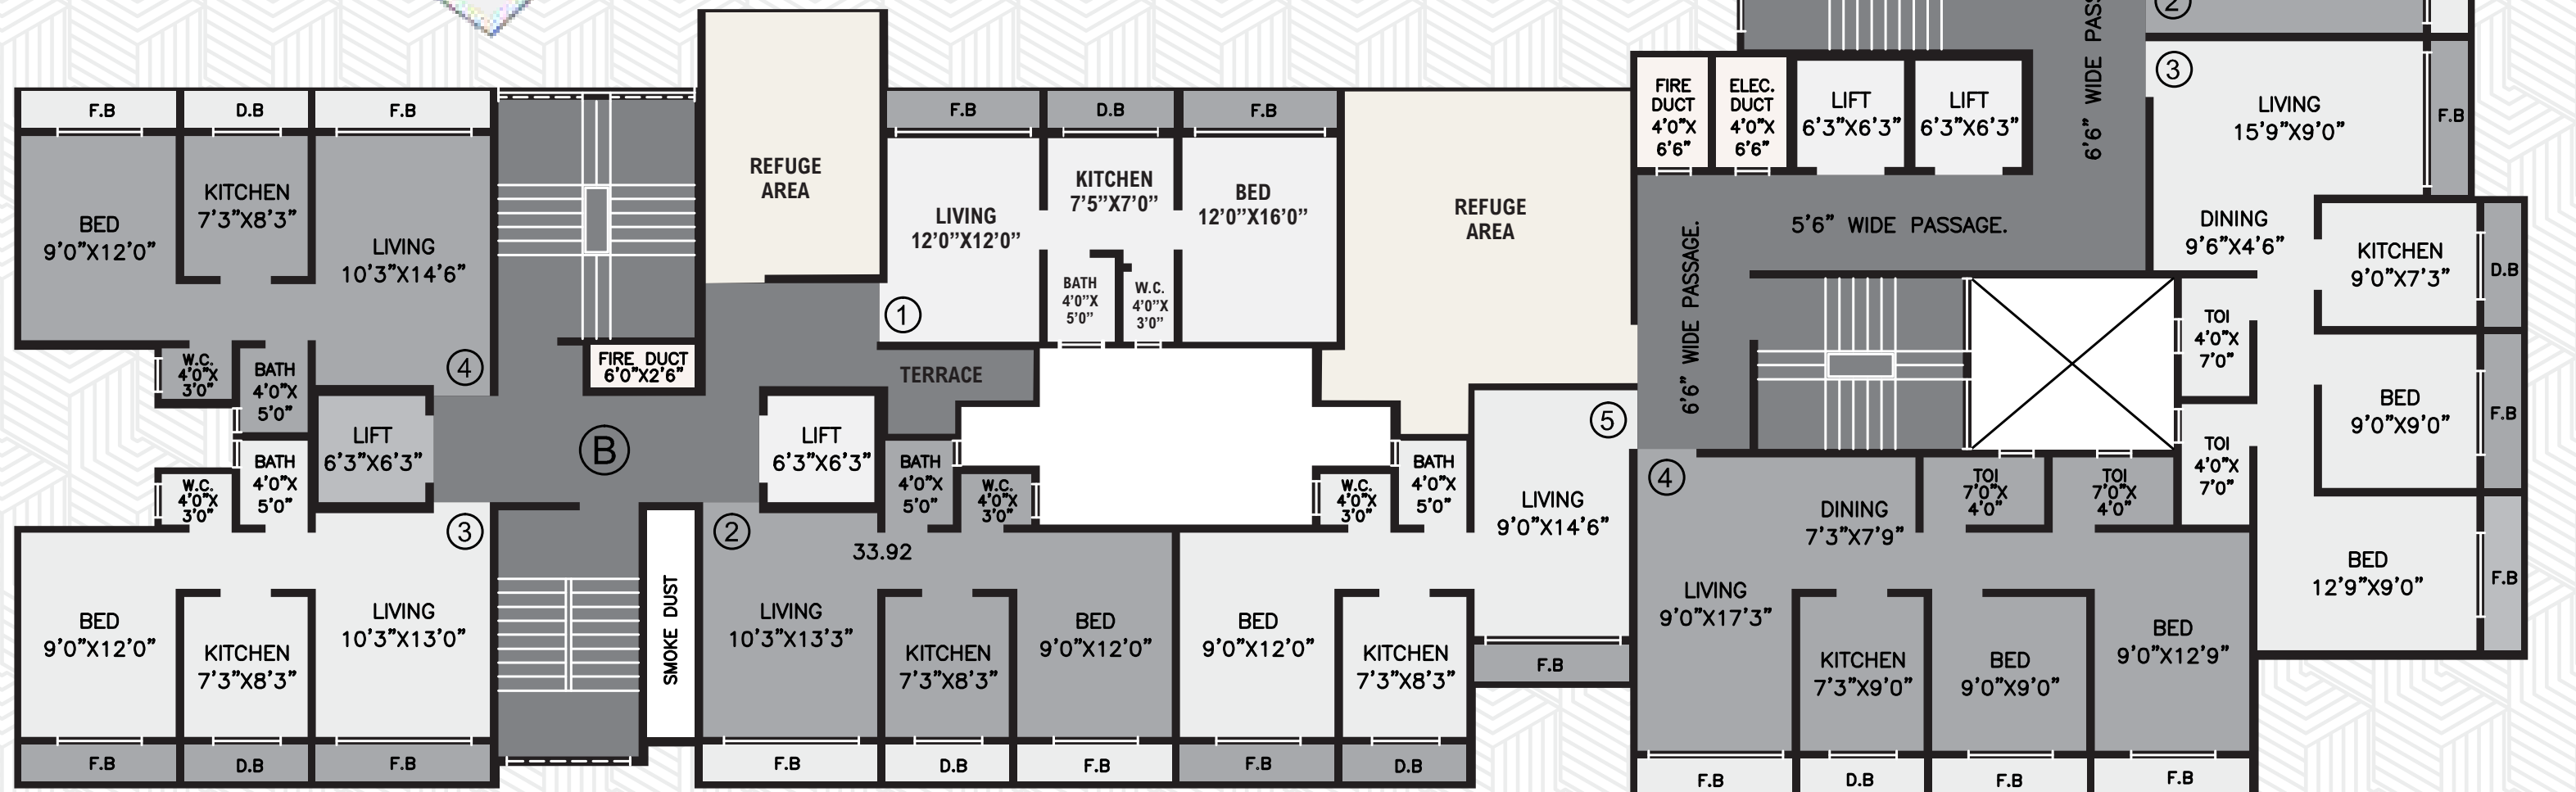 F.B
D.B
F.B
BED
9'0"X12'0"
KITCHEN
7'3"X8'3"
LIVING
10'3"X14'6"
W.C.
4'0"X
3'0"
BATH
4'0"X
5'0"
4
LIFT
6'3"X6'3"
BATH
4'0"X
5'0"
W.C.
4'0"X
3'0"
3
BED
9'0"X12'0"
KITCHEN
7'3"X8'3"
LIVING
10'3"X13'0"
F.B
D.B
F.B
FIRE DUCT
6'0"X2'6"
B
SMOKE DUST
REFUGE
AREA
F.B
D.B
F.B
LIVING
12'0"X12'0"
KITCHEN
7'5"X7'0"
BED
12'0"X16'0"
BATH
4'0"X
5'0"
W.C.
4'0"X
3'0"
1
TERRACE
LIFT
6'3"X6'3"
BATH
4'0"X
5'0"
W.C.
4'0"X
3'0"
2
33.92
LIVING
10'3"X13'3"
KITCHEN
7'3"X8'3"
BED
9'0"X12'0"
F.B
D.B
F.B
REFUGE
AREA
5
W.C.
4'0"X
3'0"
BATH
4'0"X
5'0"
LIVING
9'0"X14'6"
BED
9'0"X12'0"
KITCHEN
7'3"X8'3"
F.B
F.B
D.B
FIRE
DUCT
4'0"X
6'6"
ELEC.
DUCT
4'0"X
6'6"
LIFT
6'3"X6'3"
LIFT
6'3"X6'3"
6'6" WIDE
5'6" WIDE PASSAGE.
6'6" WIDE PASSAGE.
2
3
LIVING
15'9"X9'0"
F.B
DINING
9'6"X4'6"
KITCHEN
9'0"X7'3"
D.B
TOI
4'0"X
7'0"
BED
9'0"X9'0"
F.B
TOI
4'0"X
7'0"
BED
12'9"X9'0"
F.B
4
DINING
7'3"X7'9"
TOI
7'0"X
4'0"
TOI
7'0"X
4'0"
LIVING
9'0"X17'3"
KITCHEN
7'3"X9'0"
BED
9'0"X9'0"
BED
9'0"X12'9"
F.B
D.B
F.B
F.B